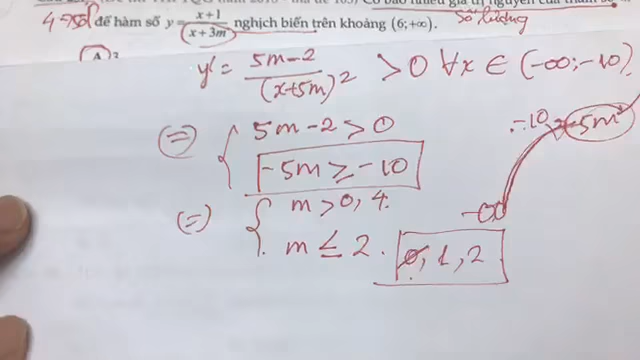 để hàm số y = x+1 / x+3m nghịch biến trên khoảng (6;+∞). Số lượng
A
y' = 5m-2 / (x+5m)² >0 ∀x ∈ (-∞;-10)
⇔ { 5m-2 >0
-10
-5m
-5m ≥ -10
⇔ { m >0,4
-∞
m ≤ 2. 0, 1, 2